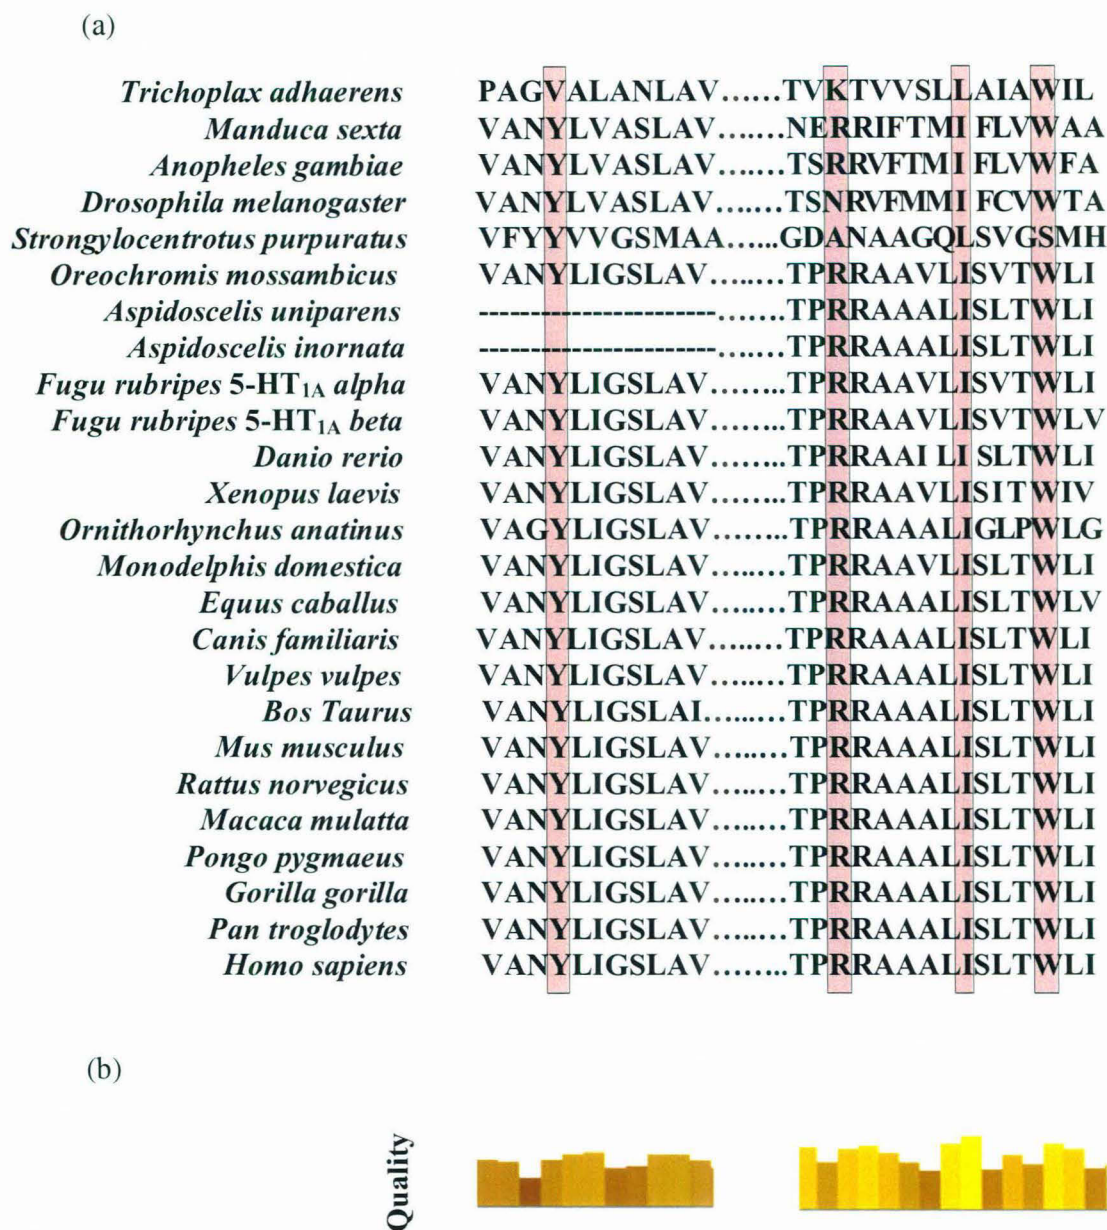 (a)
Trichoplax adhaerens PAGVALANLAV……TVKTVVSLLAIAWIL
Manduca sexta VANYLVASLAV…….NERRIFTMI FLVWAA
Anopheles gambiae VANYLVASLAV…….TSRRVFTMI FLVWFA
Drosophila melanogaster VANYLVASLAV…….TSNRVFMMI FCVWTA
Strongylocentrotus purpuratus VFYYVVGSMAA…...GDANAAGQLSVGSMH
Oreochromis mossambicus VANYLIGSLAV…..…TPRRAAVLISVTWLI
Aspidoscelis uniparens -----------------------…….TPRRAAALISLTWLI
Aspidoscelis inornata -----------------------…….TPRRAAALISLTWLI
Fugu rubripes 5-HT1A alpha VANYLIGSLAV……..TPRRAAVLISVTWLI
Fugu rubripes 5-HT1A beta VANYLIGSLAV……..TPRRAAVLISVTWLV
Danio rerio VANYLIGSLAV……..TPRRAAI LI SLTWLI
Xenopus laevis VANYLIGSLAV……..TPRRAAVLISITWIV
Ornithorhynchus anatinus VAGYLIGSLAV……..TPRRAAALIGLPWLG
Monodelphis domestica VANYLIGSLAV…..…TPRRAAVLISLTWLI
Equus caballus VANYLIGSLAV…..…TPRRAAALISLTWLV
Canis familiaris VANYLIGSLAV…..…TPRRAAALISLTWLI
Vulpes vulpes VANYLIGSLAV…..…TPRRAAALISLTWLI
Bos Taurus VANYLIGSLAI…..…TPRRAAALISLTWLI
Mus musculus VANYLIGSLAV…..…TPRRAAALISLTWLI
Rattus norvegicus VANYLIGSLAV…..…TPRRAAALISLTWLI
Macaca mulatta VANYLIGSLAV…..…TPRRAAALISLTWLI
Pongo pygmaeus VANYLIGSLAV…..…TPRRAAALISLTWLI
Gorilla gorilla VANYLIGSLAV…..…TPRRAAALISLTWLI
Pan troglodytes VANYLIGSLAV…..…TPRRAAALISLTWLI
Homo sapiens VANYLIGSLAV……..TPRRAAALISLTWLI
(b)
Quality